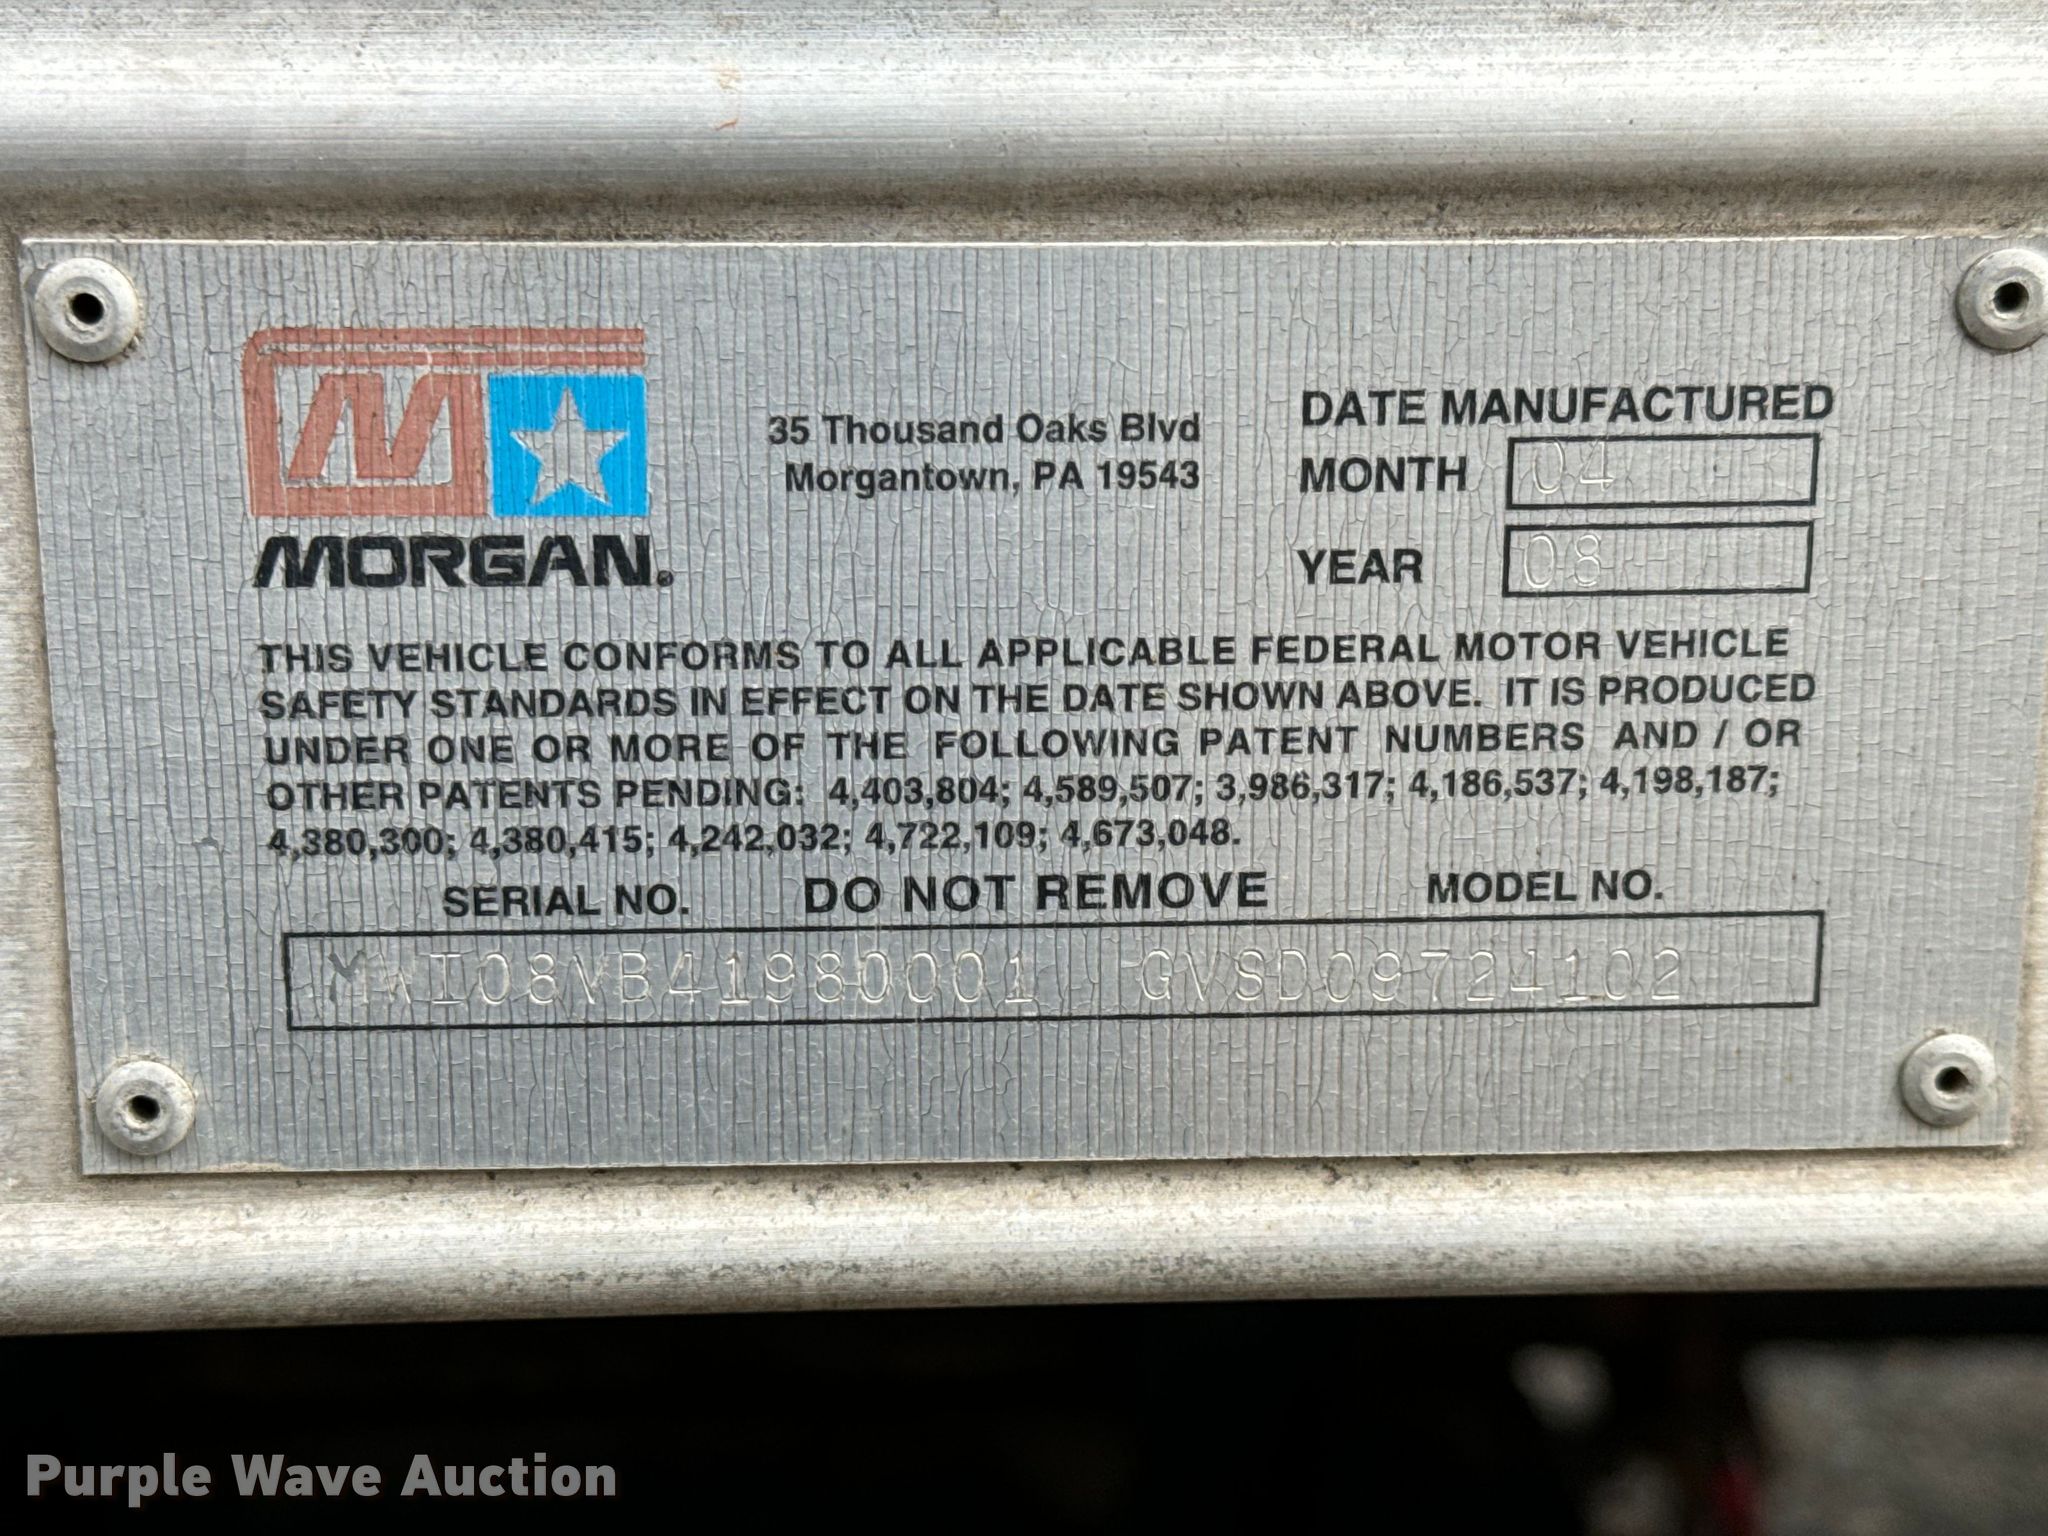 M
MORGAN.
35 Thousand Oaks Blvd
Morgantown, PA 19543
DATE MANUFACTURED
MONTH 04
YEAR 08
THIS VEHICLE CONFORMS TO ALL APPLICABLE FEDERAL MOTOR VEHICLE
SAFETY STANDARDS IN EFFECT ON THE DATE SHOWN ABOVE. IT IS PRODUCED
UNDER ONE OR MORE OF THE FOLLOWING PATENT NUMBERS AND / OR
OTHER PATENTS PENDING: 4,403,804; 4,589,507; 3,986,317; 4,186,537; 4,198,187;
4,380,300; 4,380,415; 4,242,032; 4,722,109; 4,673,048.
SERIAL NO. DO NOT REMOVE MODEL NO.
MWI08VB41980001 GVSD09724102
Purple Wave Auction